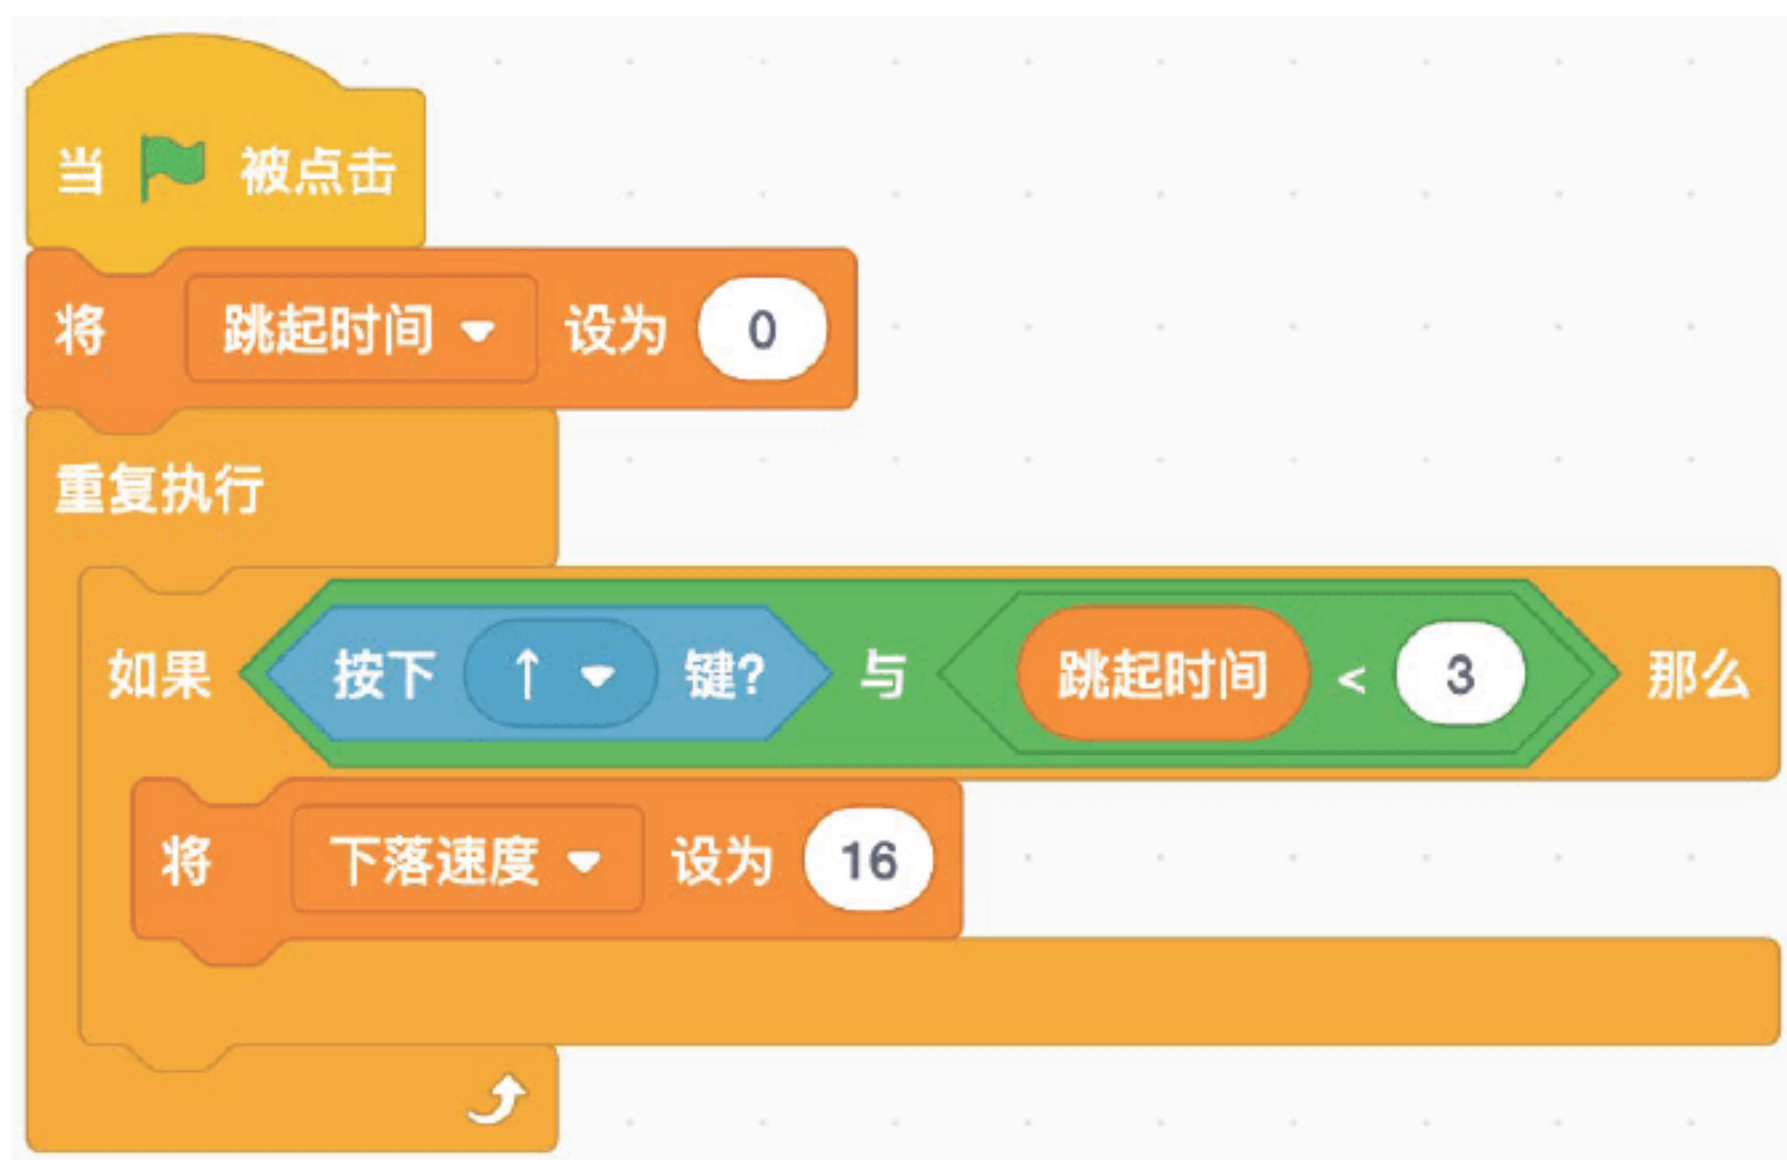 当 被点击
将 跳起时间 设为 0
重复执行
如果 按下 ↑ 键? 与 跳起时间 < 3 那么
将 下落速度 设为 16